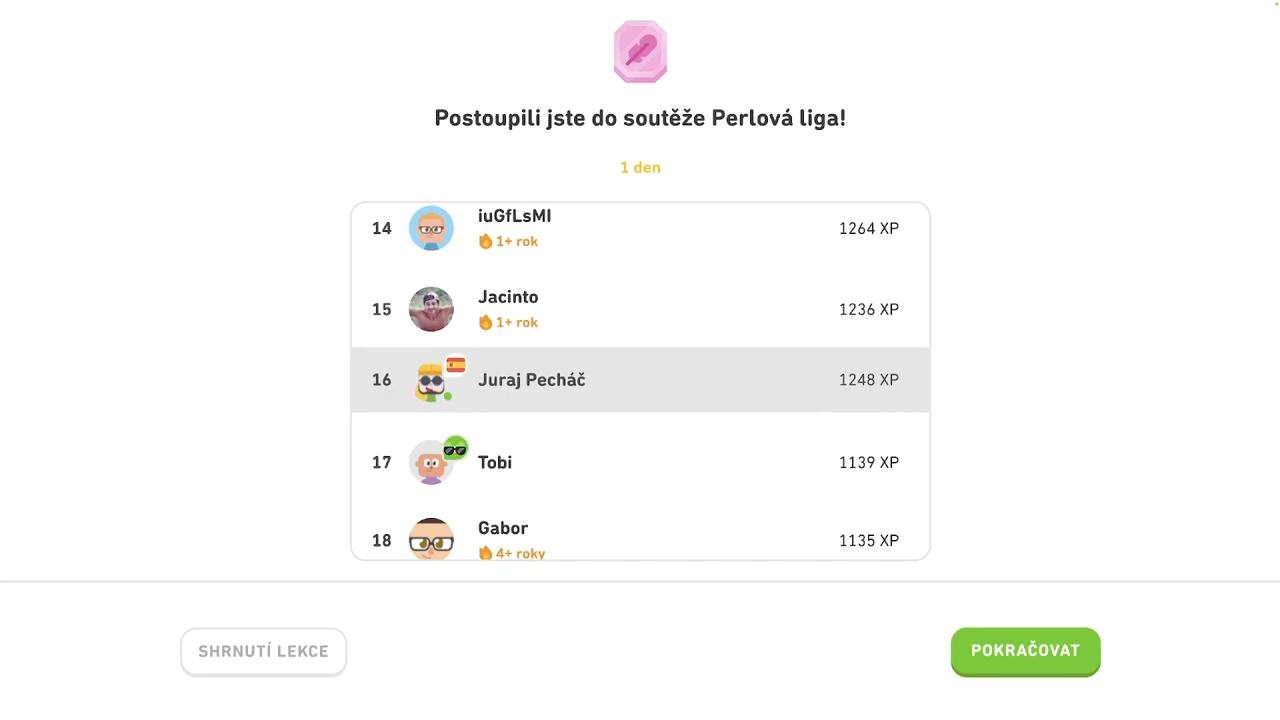 Postoupili jste do soutěže Perlová liga!
1 den
14 iuGfLsMI 1264 XP
1+ rok
15 Jacinto 1236 XP
1+ rok
16 Juraj Pecháč 1248 XP
17 Tobi 1139 XP
18 Gabor 1135 XP
4+ roky
SHRNUTÍ LEKCE
POKRAČOVAT